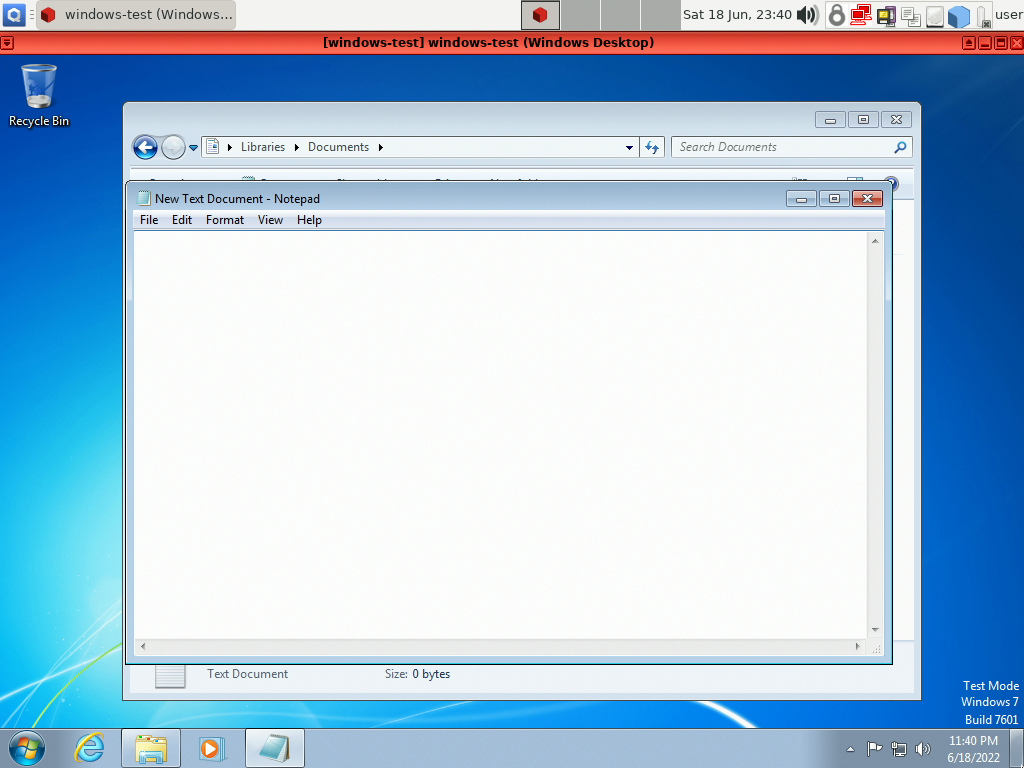 windows-test (Windows...
Sat 18 Jun, 23:40
user
[windows-test] windows-test (Windows Desktop)
Recycle Bin
Libraries
Documents
Search Documents
New Text Document - Notepad
File Edit Format View Help
Text Document
Size: 0 bytes
Test Mode
Windows 7
Build 7601
11:40 PM
6/18/2022